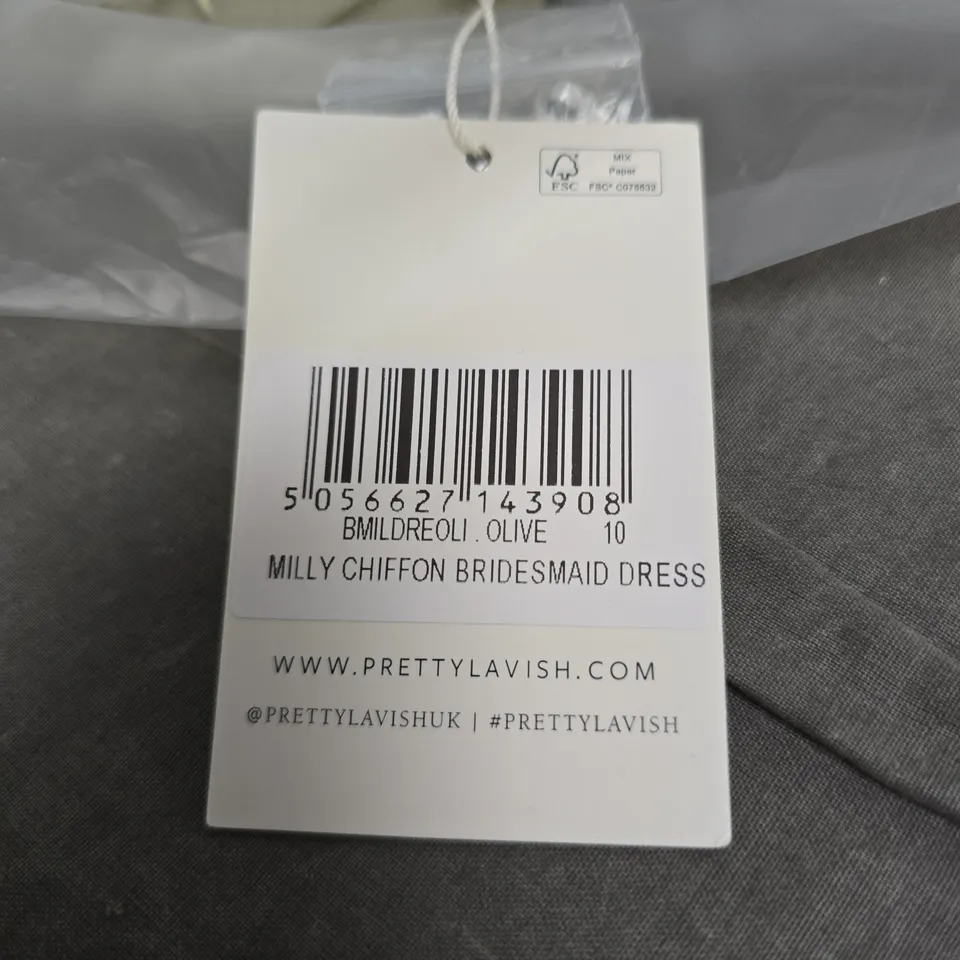 MIX
Paper
FSC FSC® C075532
5 056627 143908
BMILDREOLI . OLIVE 10
MILLY CHIFFON BRIDESMAID DRESS
WWW.PRETTYLAVISH.COM
@PRETTYLAVISHUK | #PRETTYLAVISH